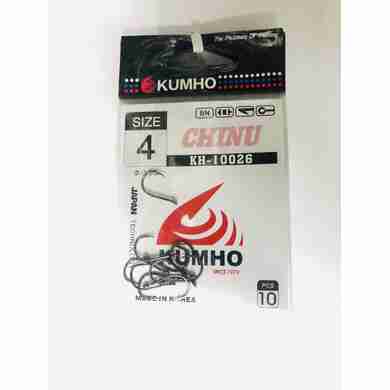 KUMHO
SIZE
4
BN
CHINU
KH-10026
JAPAN
KUMHO
PCS
10
MADE IN KOREA